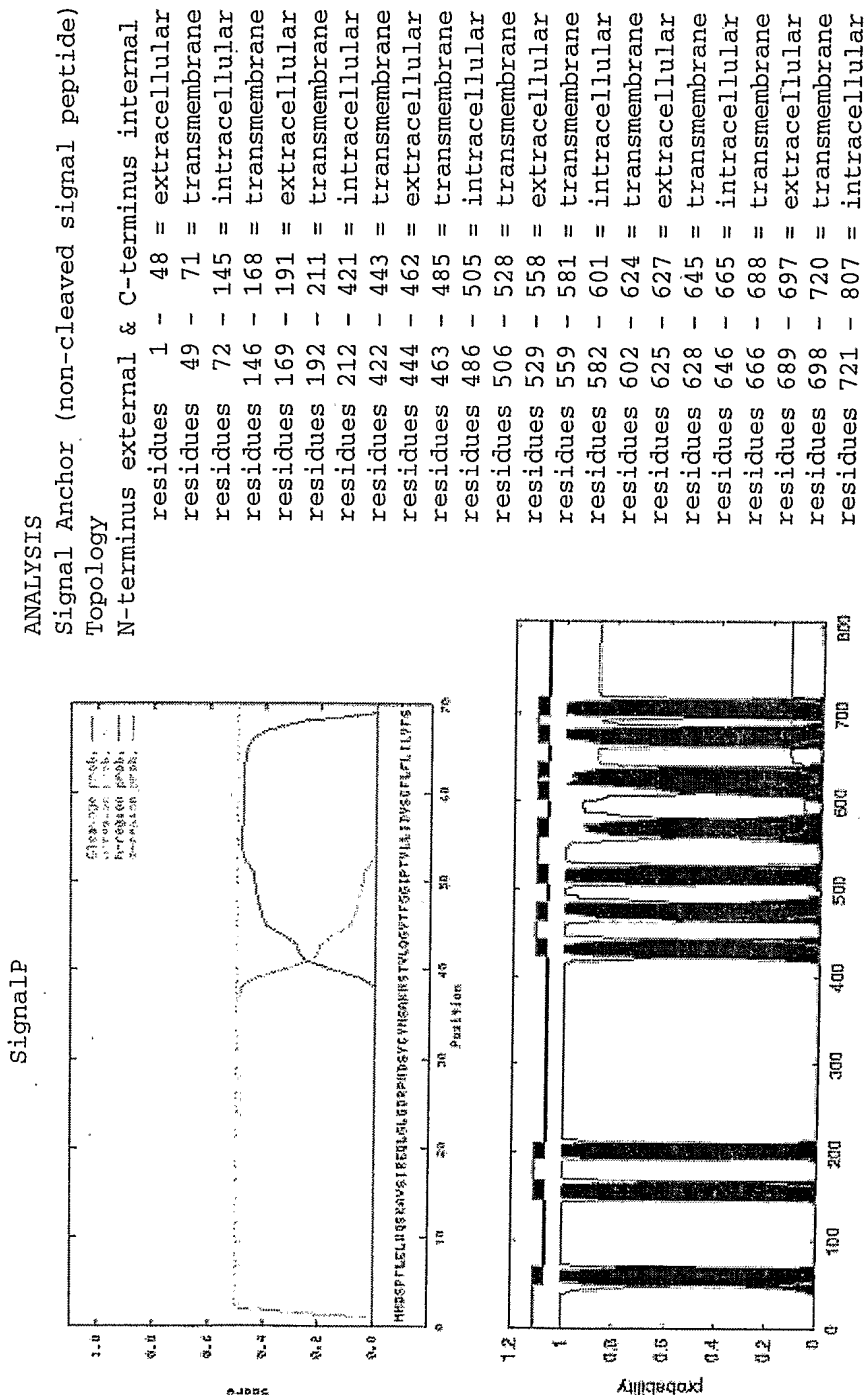 SignalP
1.0
0.8
0.6
0.4
0.2
0.0
score
0 10 20 30 40 50 60 70
Position
1.2
1
0.8
0.6
0.4
0.2
0
probability
0 100 200 300 400 500 600 700 800
ANALYSIS
Signal Anchor (non-cleaved signal peptide)
Topology
N-terminus external & C-terminus internal
residues 1 - 48 = extracellular
residues 49 - 71 = transmembrane
residues 72 - 145 = intracellular
residues 146 - 168 = transmembrane
residues 169 - 191 = extracellular
residues 192 - 211 = transmembrane
residues 212 - 421 = intracellular
residues 422 - 443 = transmembrane
residues 444 - 462 = extracellular
residues 463 - 485 = transmembrane
residues 486 - 505 = intracellular
residues 506 - 528 = transmembrane
residues 529 - 558 = extracellular
residues 559 - 581 = transmembrane
residues 582 - 601 = intracellular
residues 602 - 624 = transmembrane
residues 625 - 627 = extracellular
residues 628 - 645 = transmembrane
residues 646 - 665 = intracellular
residues 666 - 688 = transmembrane
residues 689 - 697 = extracellular
residues 698 - 720 = transmembrane
residues 721 - 807 = intracellular